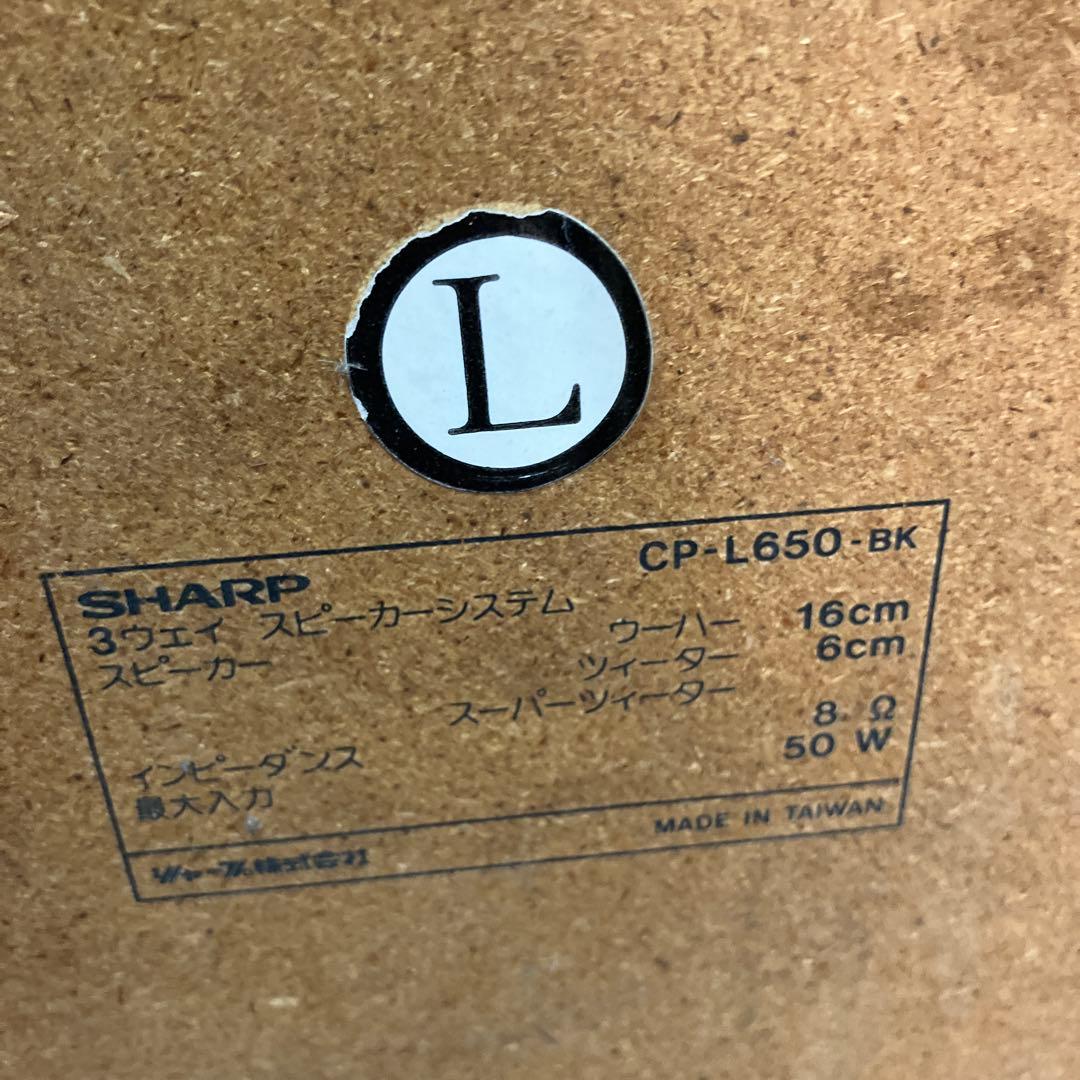 L
SHARP CP-L650-BK
3ウェイ スピーカーシステム
スピーカー ウーハー 16cm
ツィーター 6cm
スーパーツィーター
インピーダンス 8 Ω
最大入力 50 W
シャープ株式会社 MADE IN TAIWAN